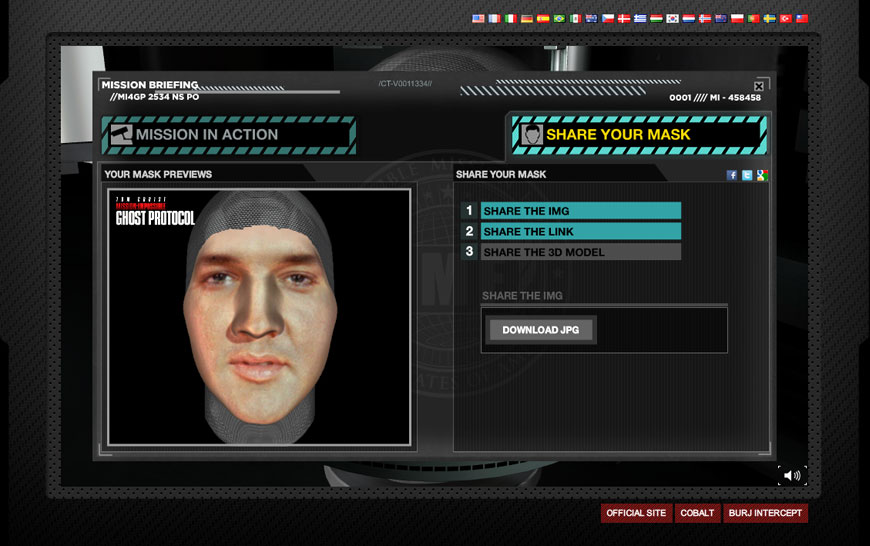 /CT-V0011334//
MISSION BRIEFING
//MI4GP 2534 NS PO
0001 //// MI - 458458
MISSION IN ACTION
SHARE YOUR MASK
YOUR MASK PREVIEWS
SHARE YOUR MASK
TOM CRUISE
MISSION: IMPOSSIBLE
GHOST PROTOCOL
1 SHARE THE IMG
2 SHARE THE LINK
3 SHARE THE 3D MODEL
SHARE THE IMG
DOWNLOAD JPG
OFFICIAL SITE
COBALT
BURJ INTERCEPT